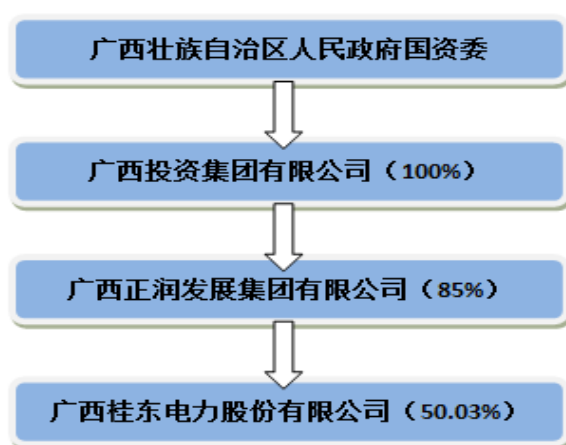 广西壮族自治区人民政府国资委
广西投资集团有限公司（100%）
广西正润发展集团有限公司（85%）
广西桂东电力股份有限公司（50.03%）